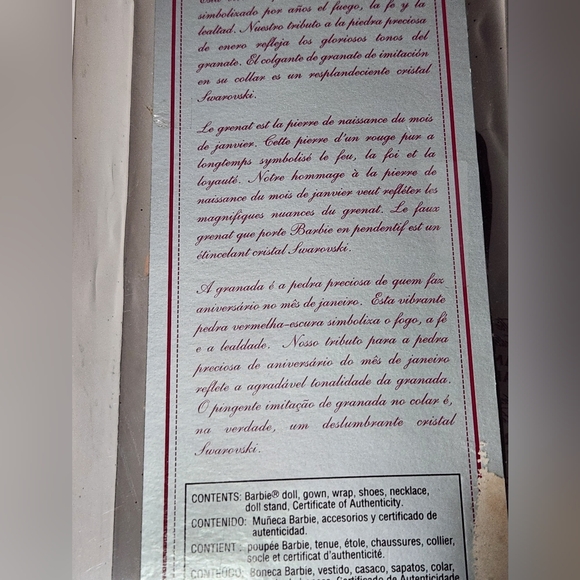 simbolizado por años el fuego, la fe y la
lealtad. Nuestro tributo a la piedra preciosa
de enero refleja los gloriosos tonos del
granate. El colgante de granate de imitación
en su collar es un resplandeciente cristal
Swarovski.
Le grenat est la pierre de naissance du mois
de janvier. Cette pierre d'un rouge pur a
longtemps symbolisé le feu, la foi et la
loyauté. Notre hommage à la pierre de
naissance du mois de janvier veut refléter les
magnifiques nuances du grenat. Le faux
grenat que porte Barbie en pendentif est un
étincelant cristal Swarovski.
A granada é a pedra preciosa de quem faz
aniversário no mês de janeiro. Esta vibrante
pedra vermelha-escura simboliza o fogo, a fé
e a lealdade. Nosso tributo para a pedra
preciosa de aniversário do mês de janeiro
reflete a agradável tonalidade da granada.
O pingente imitação de granada no colar é,
na verdade, um deslumbrante cristal
Swarovski.
CONTENTS: Barbie® doll, gown, wrap, shoes, necklace,
doll stand, Certificate of Authenticity.
CONTENIDO: Muñeca Barbie, accesorios y certificado de
autenticidad.
CONTIENT : poupée Barbie, tenue, étole, chaussures, collier,
socle et certificat d'authenticité.
CONTEÚDO: Boneca Barbie, vestido, casaco, sapatos, colar,
Certificado de Autenticidade